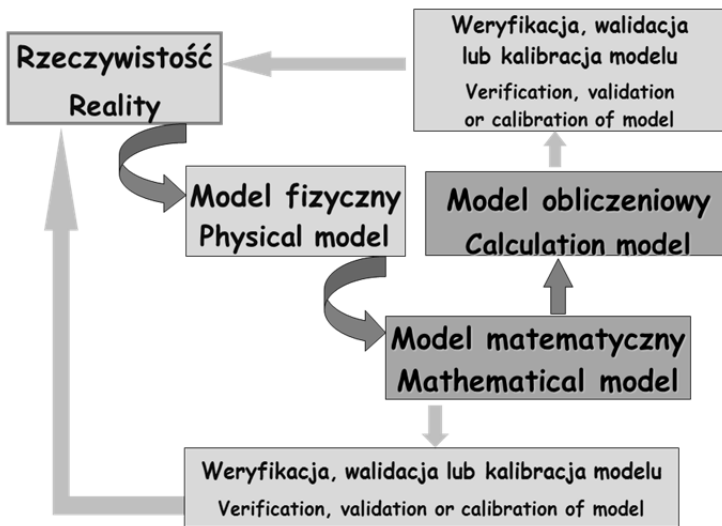 Rzeczywistość
Reality
Weryfikacja, walidacja
lub kalibracja modelu
Verification, validation
or calibration of model
Model fizyczny
Physical model
Model obliczeniowy
Calculation model
Model matematyczny
Mathematical model
Weryfikacja, walidacja lub kalibracja modelu
Verification, validation or calibration of model